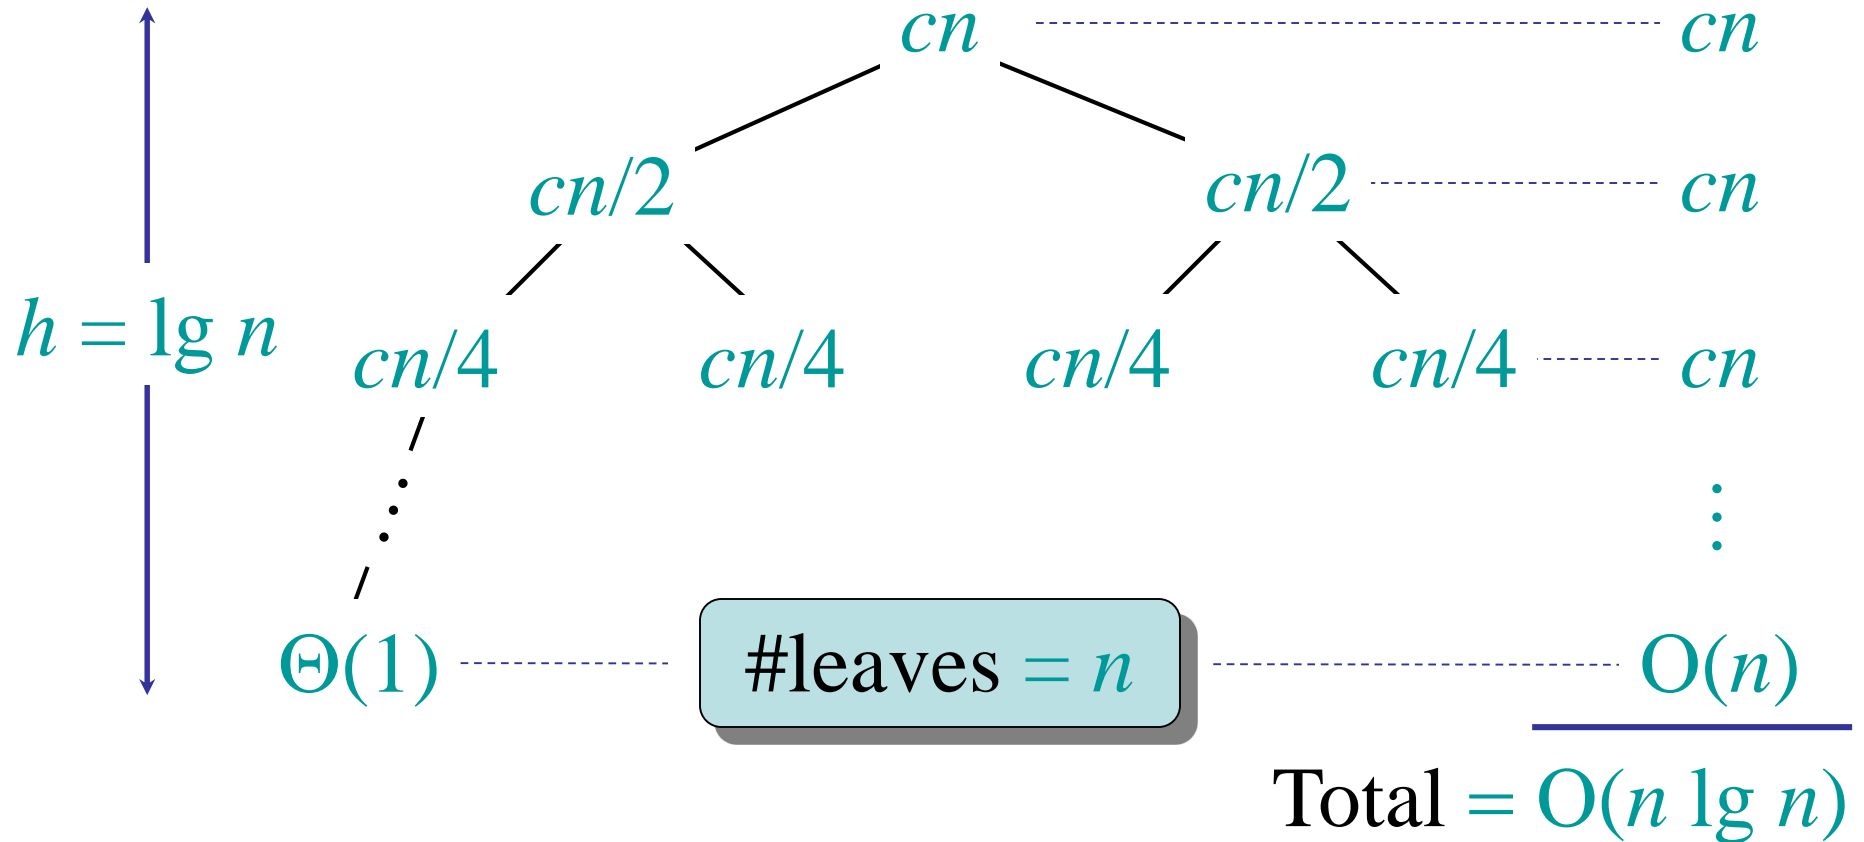 cn cn
cn/2 cn/2 cn
h = lg n cn/4 cn/4 cn/4 cn/4 cn
Θ(1) #leaves = n O(n)
Total = O(n lg n)